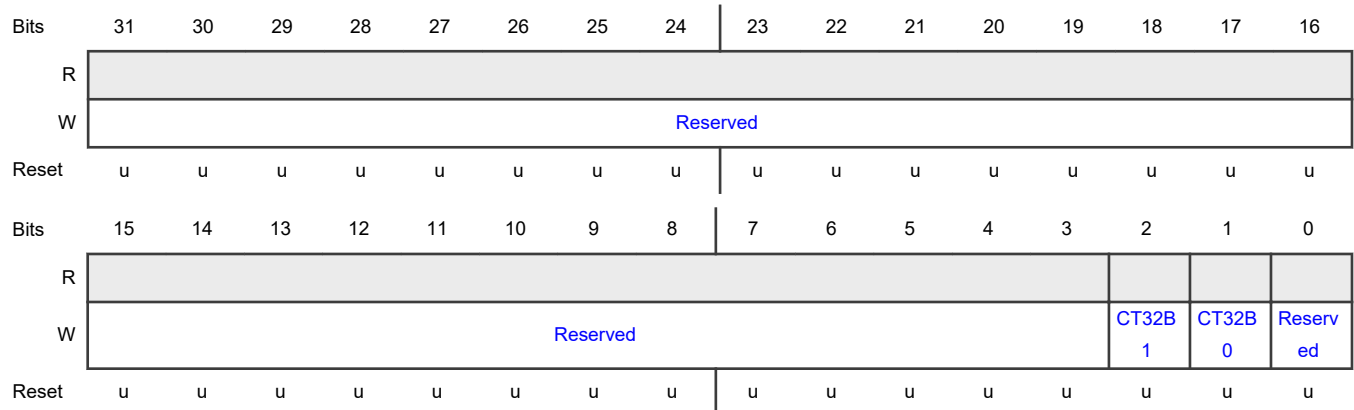 Bits 31 30 29 28 27 26 25 24 23 22 21 20 19 18 17 16
R
W Reserved
Reset u u u u u u u u u u u u u u u u
Bits 15 14 13 12 11 10 9 8 7 6 5 4 3 2 1 0
R
W Reserved CT32B CT32B Reserv
1 0 ed
Reset u u u u u u u u u u u u u u u u